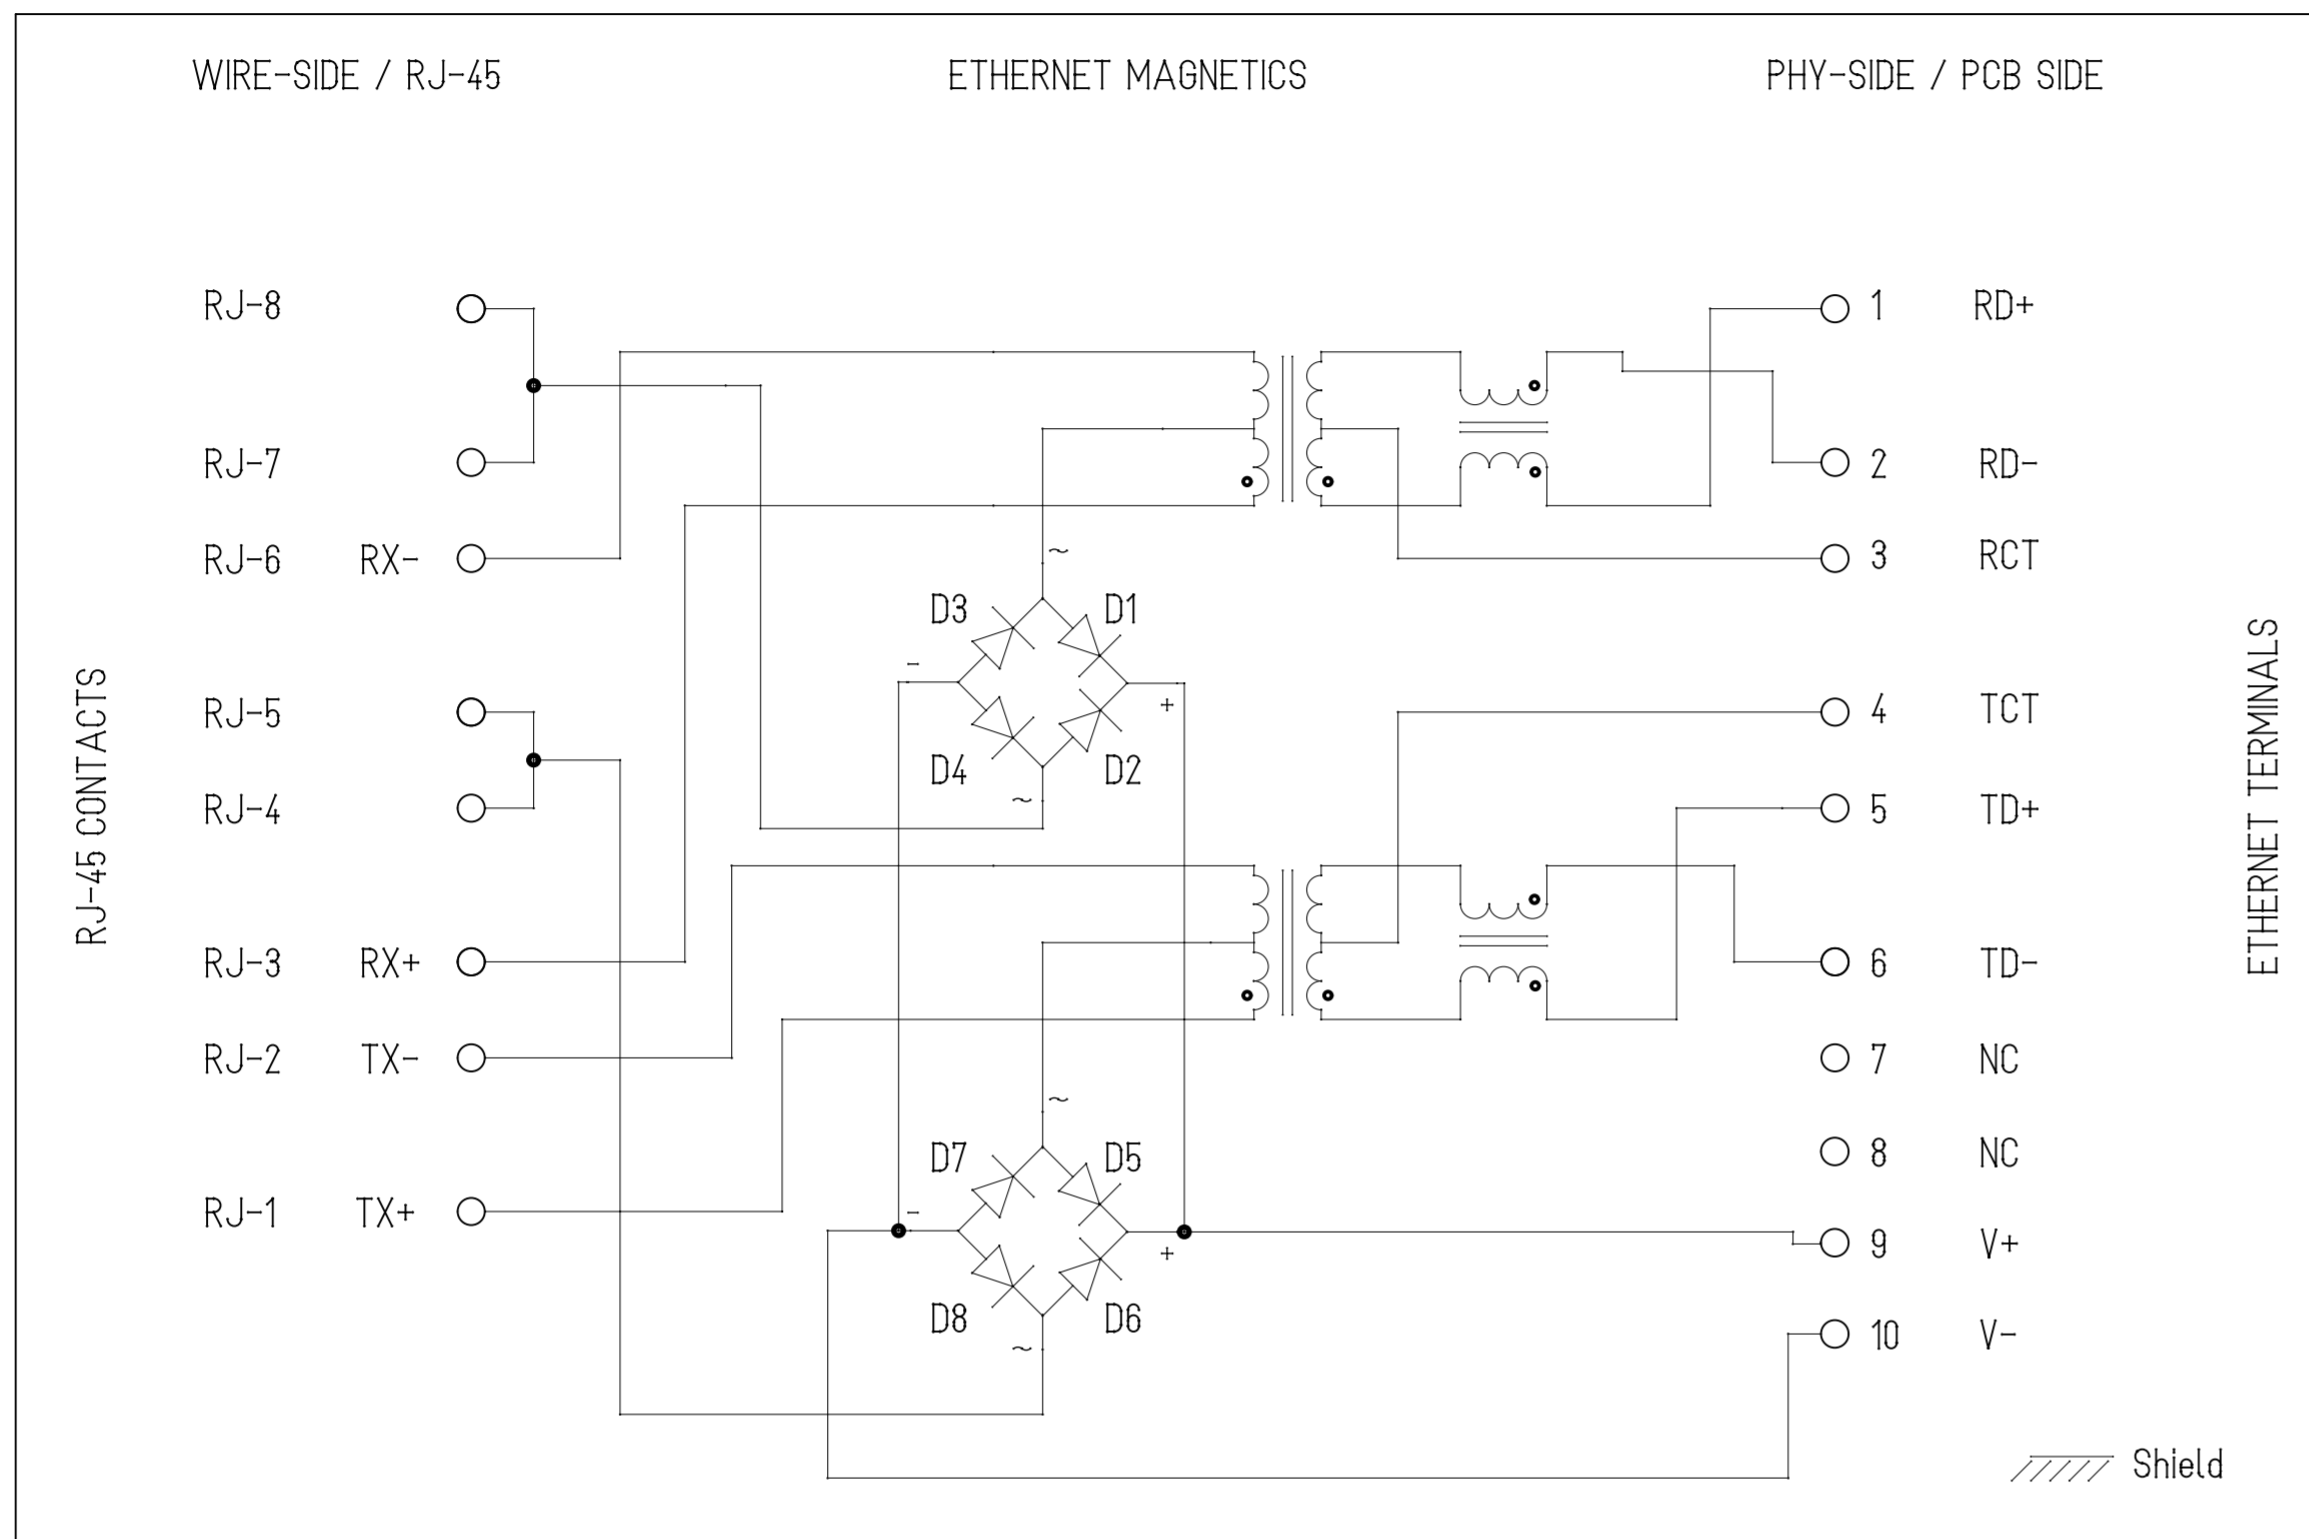 WIRE-SIDE / RJ-45 ETHERNET MAGNETICS PHY-SIDE / PCB SIDE
RJ-8 1 RD+
RJ-7 2 RD-
RJ-6 RX- 3 RCT
~
D3 D1
-
+
RJ-5 4 TCT
D4 D2
~
RJ-4 5 TD+
RJ-45 CONTACTS
ETHERNET TERMINALS
RJ-3 RX+ 6 TD-
RJ-2 TX- 7 NC
~
D7 D5
8 NC
RJ-1 TX+
-
+
9 V+
D8 D6
~
10 V-
Shield